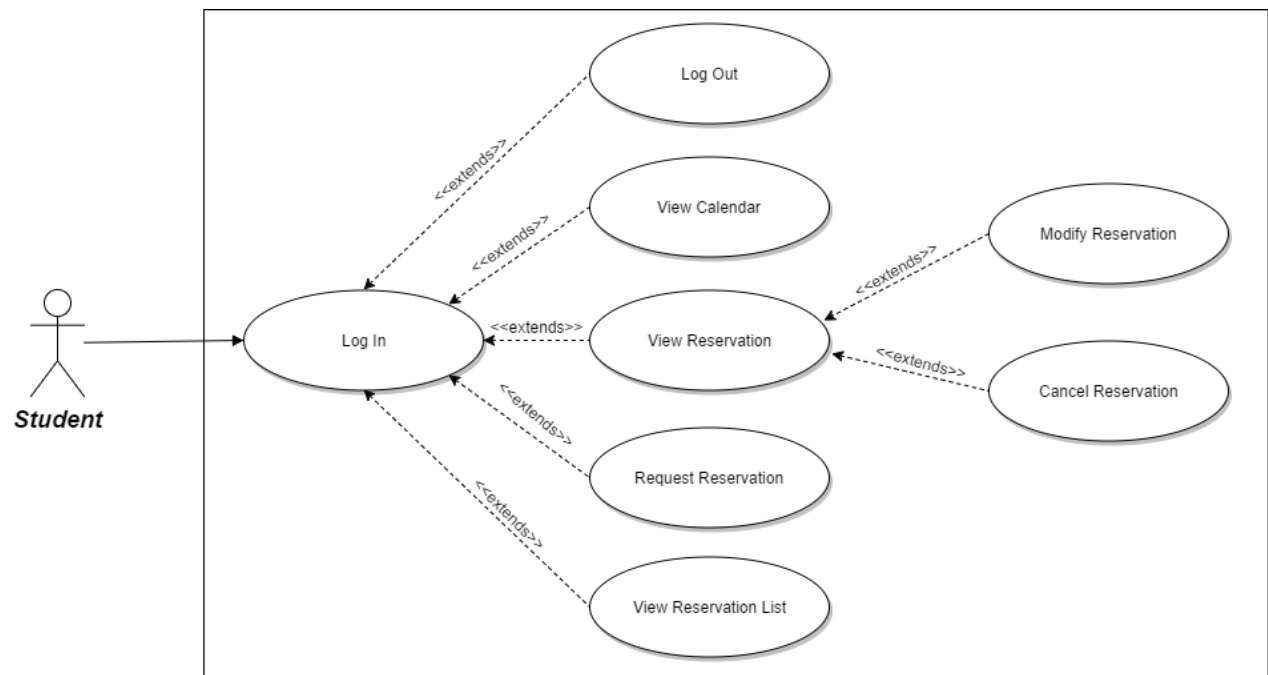 Log Out
<<extends>>
View Calendar
<<extends>>
Modify Reservation
<<extends>>
Log In
<<extends>>
View Reservation
<<extends>>
Cancel Reservation
Student
<<extends>>
Request Reservation
<<extends>>
View Reservation List